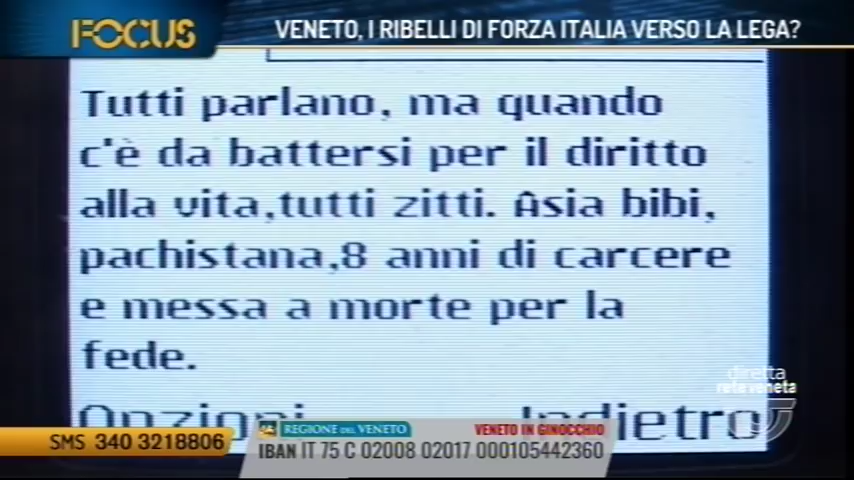 FOCUS
VENETO, I RIBELLI DI FORZA ITALIA VERSO LA LEGA?
Tutti parlano, ma quando
c'è da battersi per il diritto
alla vita,tutti zitti. Asia bibi,
pachistana,8 anni di carcere
e messa a morte per la
fede.
diretta
reteveneta
Opzioni Indietro
SMS 340 3218806
REGIONE DEL VENETO VENETO IN GINOCCHIO
IBAN IT 75 C 02008 02017 000105442360